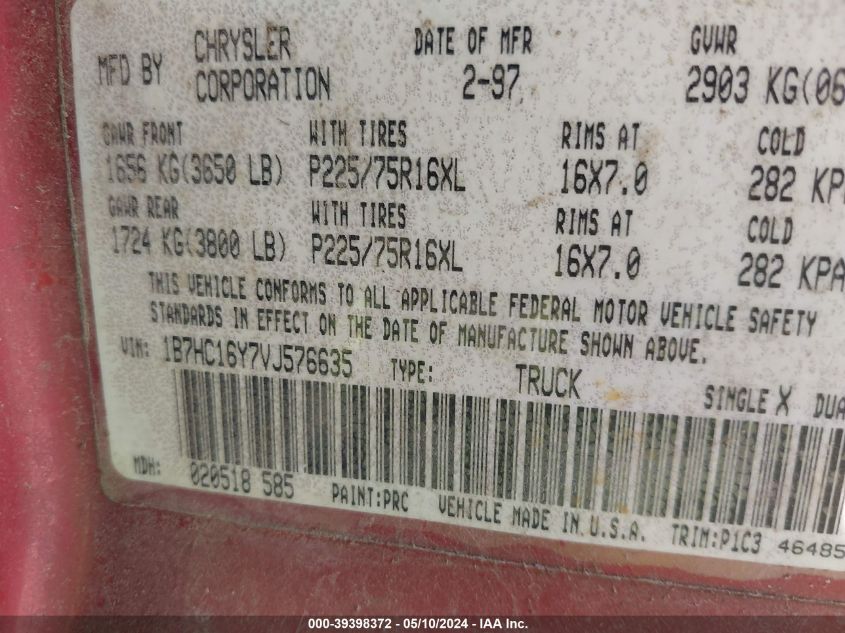 MFD BY CHRYSLER CORPORATION DATE OF MFR 2-97 GVWR 2903 KG(06
GAWR FRONT WITH TIRES RIMS AT COLD
1656 KG(3650 LB) P225/75R16XL 16X7.0 282 KP
GAWR REAR WITH TIRES RIMS AT COLD
1724 KG(3800 LB) P225/75R16XL 16X7.0 282 KPA
THIS VEHICLE CONFORMS TO ALL APPLICABLE FEDERAL MOTOR VEHICLE SAFETY
STANDARDS IN EFFECT ON THE DATE OF MANUFACTURE SHOWN ABOVE.
VIN: 1B7HC16Y7VJ576635 TYPE: TRUCK SINGLE X DUA
MDH: 020518 585 PAINT:PRC VEHICLE MADE IN U.S.A. TRIM:P1C3 46485
000-39398372 - 05/10/2024 - IAA Inc.